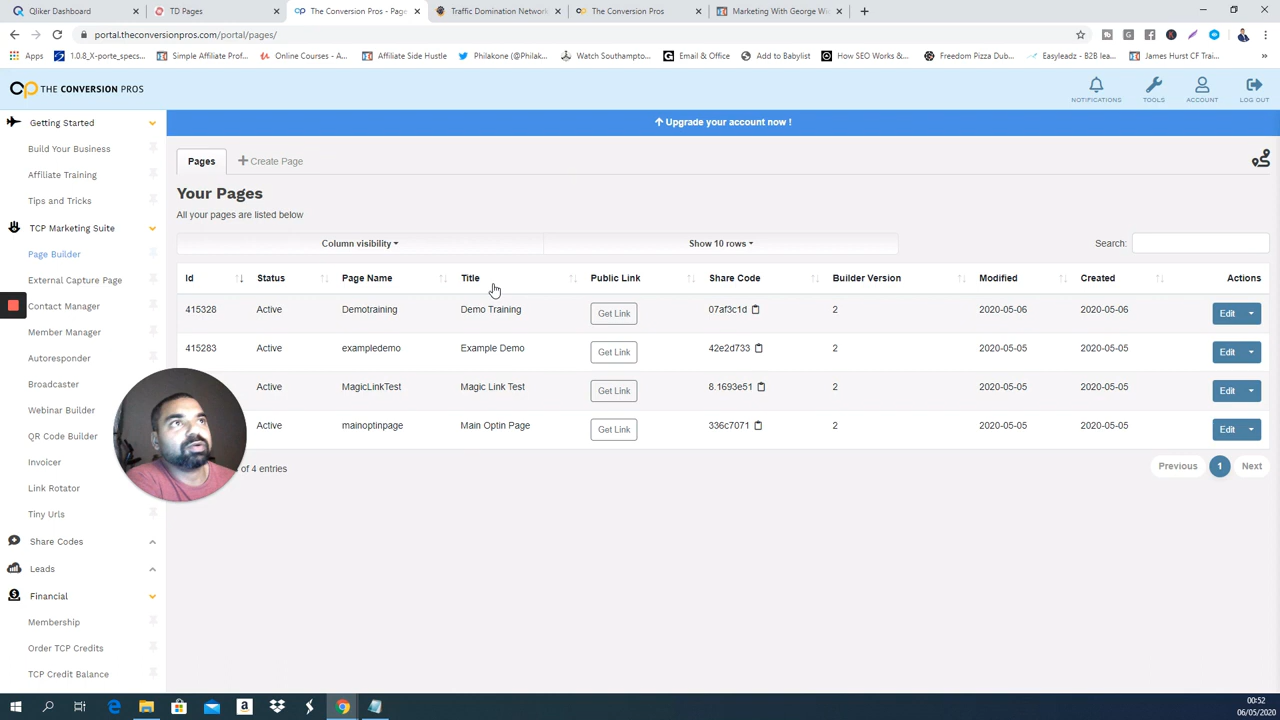 Qliker Dashboard
TD Pages
The Conversion Pros - Page
Traffic Domination Network
The Conversion Pros
Marketing With George Wi
portal.theconversionpros.com/portal/pages/
Apps
1.0.8_X-porte_specs...
Simple Affiliate Prof...
Online Courses - A...
Affiliate Side Hustle
Philakone (@Philak...
Watch Southampto...
Email & Office
Add to Babylist
How SEO Works &...
Freedom Pizza Dub...
Easyleadz - B2B lea...
James Hurst CF Trai...
THE CONVERSION PROS
NOTIFICATIONS
TOOLS
ACCOUNT
LOG OUT
Getting Started
Build Your Business
Affiliate Training
Tips and Tricks
TCP Marketing Suite
Page Builder
External Capture Page
Contact Manager
Member Manager
Autoresponder
Broadcaster
Webinar Builder
QR Code Builder
Invoicer
Link Rotator
Tiny Urls
Share Codes
Leads
Financial
Membership
Order TCP Credits
TCP Credit Balance
Upgrade your account now !
Pages
Create Page
Your Pages
All your pages are listed below
Column visibility
Show 10 rows
Search:
Id Status Page Name Title Public Link Share Code Builder Version Modified Created Actions
415328 Active Demotraining Demo Training Get Link 07af3c1d 2 2020-05-06 2020-05-06 Edit
415283 Active exampledemo Example Demo Get Link 42e2d733 2 2020-05-05 2020-05-05 Edit
Active MagicLinkTest Magic Link Test Get Link 8.1693e51 2 2020-05-05 2020-05-05 Edit
Active mainoptinpage Main Optin Page Get Link 336c7071 2 2020-05-05 2020-05-05 Edit
of 4 entries
Previous 1 Next
00:52
06/05/2020